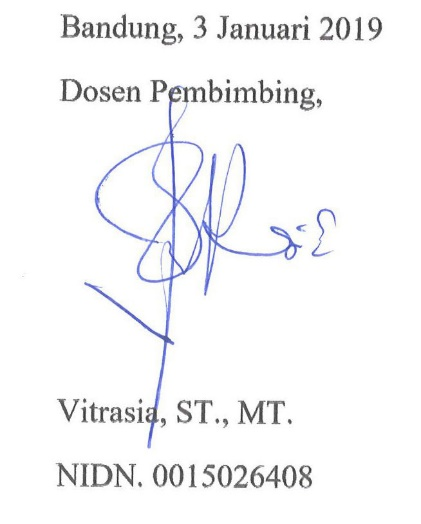 Bandung, 3 Januari 2019
Dosen Pembimbing,
Vitrasia, ST., MT.
NIDN. 0015026408